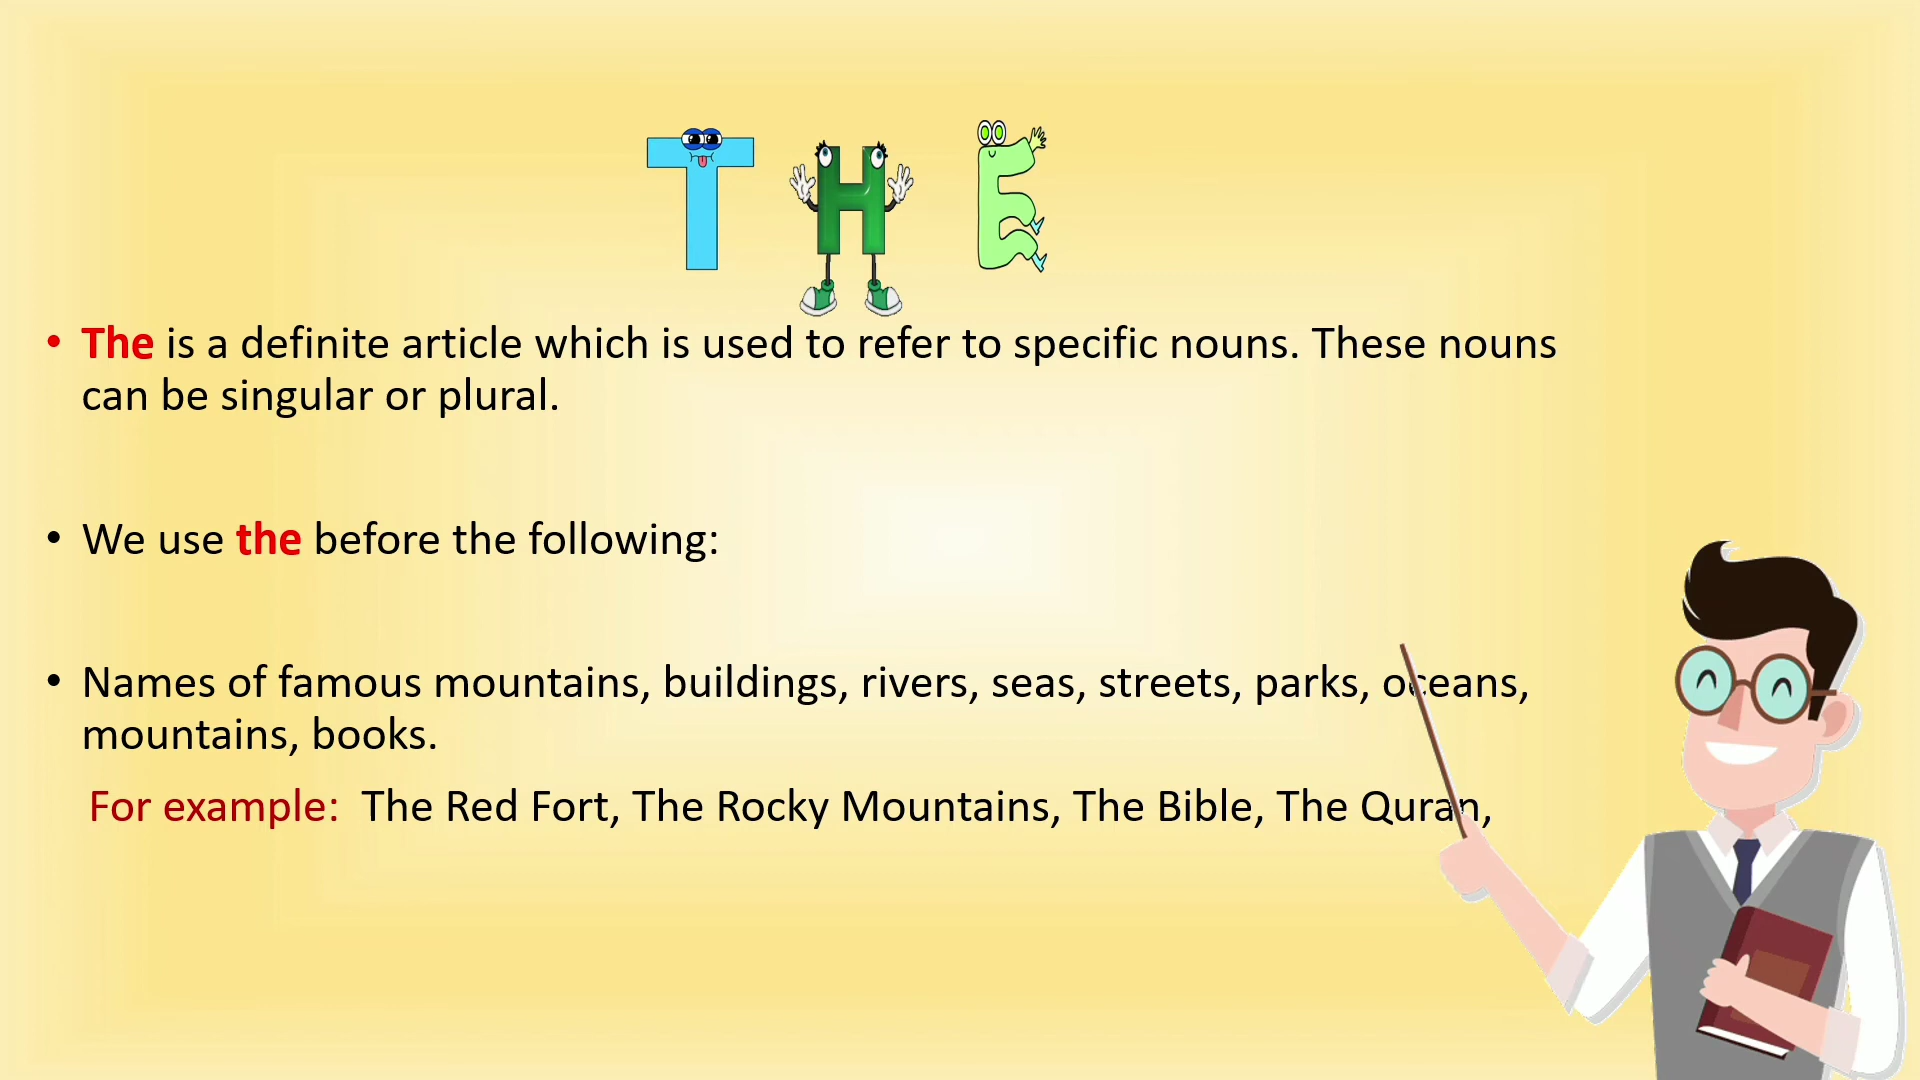 THE
• The is a definite article which is used to refer to specific nouns. These nouns
can be singular or plural.
• We use the before the following:
• Names of famous mountains, buildings, rivers, seas, streets, parks, oceans,
mountains, books.
For example: The Red Fort, The Rocky Mountains, The Bible, The Quran,